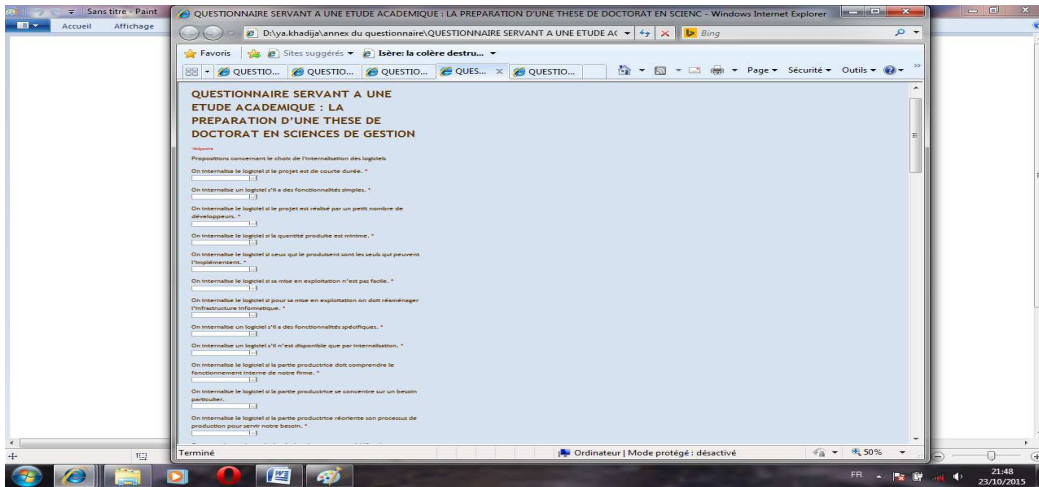 Sans titre - Paint
QUESTIONNAIRE SERVANT A UNE ETUDE ACADEMIQUE : LA PREPARATION D'UNE THESE DE DOCTORAT EN SCIENC - Windows Internet Explorer
Accueil Affichage
D:\ya.khadija\annex du questionnaire\QUESTIONNAIRE SERVANT A UNE ETUDE AC
Bing
Favoris Sites suggérés Isère: la colère destru...
QUESTIO... QUESTIO... QUESTIO... QUES... QUESTIO... Page Sécurité Outils
QUESTIONNAIRE SERVANT A UNE
ETUDE ACADEMIQUE : LA
PREPARATION D'UNE THESE DE
DOCTORAT EN SCIENCES DE GESTION
Propositions concernant le choix de l'internalisation des logiciels
On internalise le logiciel si le projet est de courte durée. *
On internalise un logiciel s'il a des fonctionnalités simples. *
On internalise le logiciel si le projet est réalisé par un petit nombre de
développeurs. *
On internalise le logiciel si la quantité produite est minime. *
On internalise le logiciel si ceux qui le produisent sont les seuls qui peuvent
l'implémentent. *
On internalise le logiciel si sa mise en exploitation n'est pas facile. *
On internalise le logiciel si pour sa mise en exploitation on doit réaménager
l'infrastructure informatique. *
On internalise un logiciel s'il a des fonctionnalités spécifiques. *
On internalise un logiciel s'il n'est disponible que par internalisation. *
On internalise le logiciel si la partie productrice doit comprendre le
fonctionnement interne de notre firme. *
On internalise le logiciel si la partie productrice se concentre sur un besoin
particulier.
On internalise le logiciel si la partie productrice réoriente son processus de
production pour servir notre besoin. *
Terminé Ordinateur | Mode protégé : désactivé 50%
FR 21:48
23/10/2015